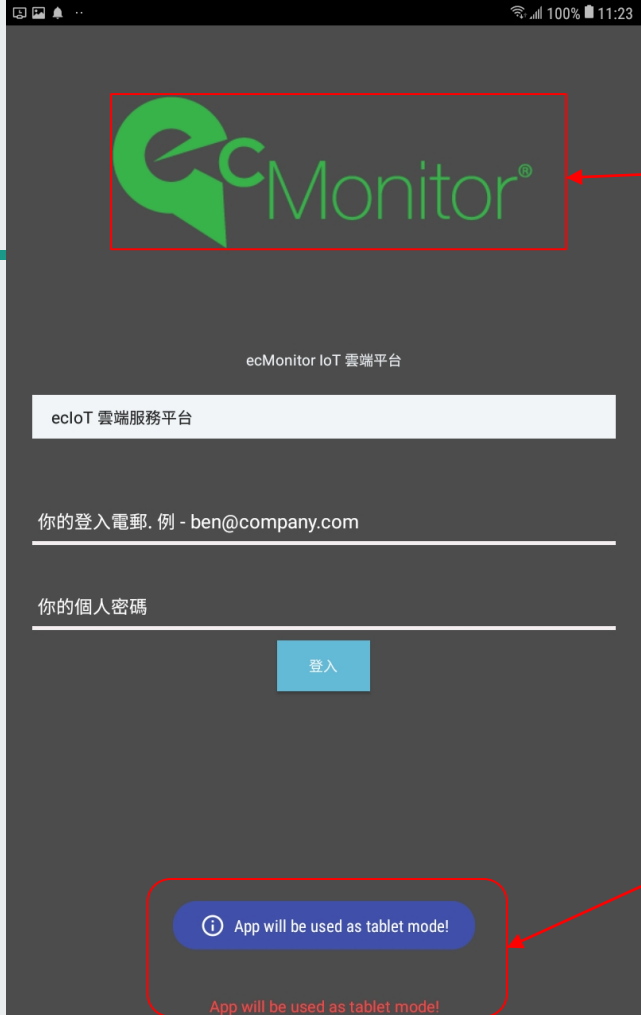 100% 11:23
ecMonitor®
ecMonitor IoT 雲端平台
ecIoT 雲端服務平台
你的登入電郵. 例 - ben@company.com
你的個人密碼
登入
App will be used as tablet mode!
App will be used as tablet mode!